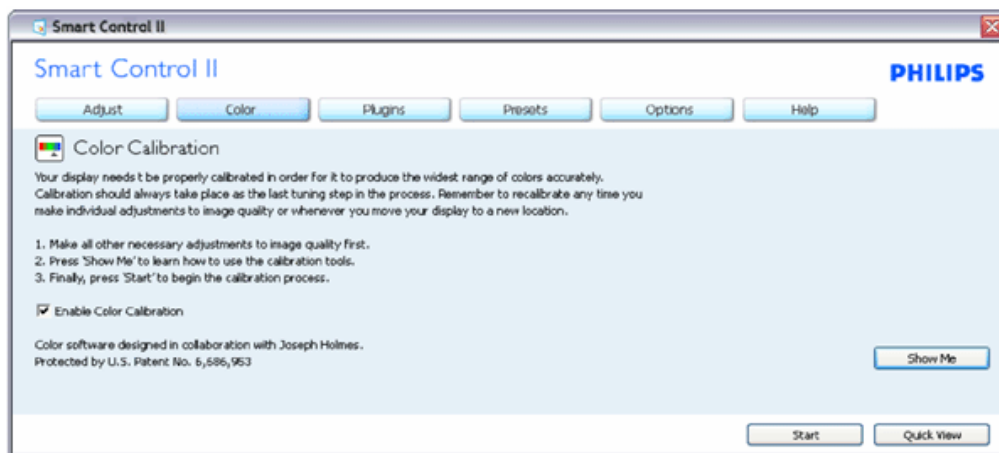 Smart Control II
Smart Control II
PHILIPS
Adjust
Color
Plugins
Presets
Options
Help
Color Calibration
Your display needs t be properly calibrated in order for it to produce the widest range of colors accurately.
Calibration should always take place as the last tuning step in the process. Remember to recalibrate any time you
make individual adjustments to image quality or whenever you move your display to a new location.
1. Make all other necessary adjustments to image quality first.
2. Press 'Show Me' to learn how to use the calibration tools.
3. Finally, press 'Start' to begin the calibration process.
Enable Color Calibration
Color software designed in collaboration with Joseph Holmes.
Protected by U.S. Patent No. 6,686,953
Show Me
Start
Quick View